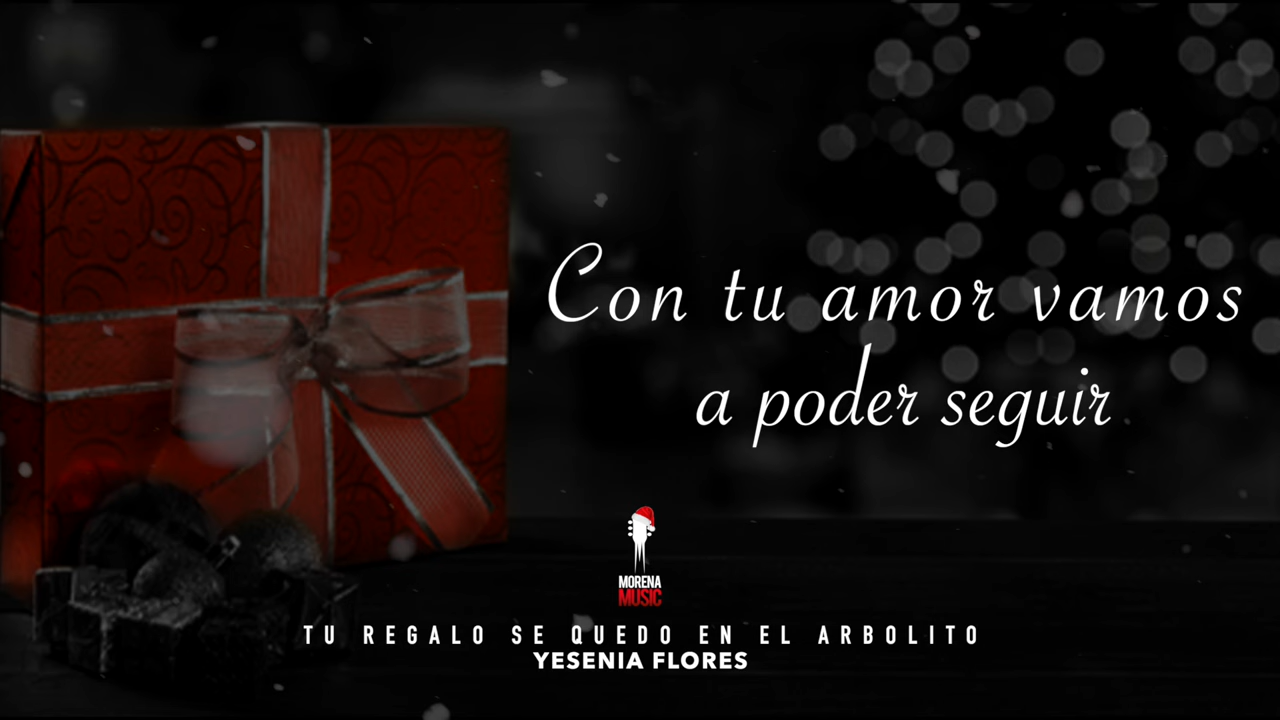 Con tu amor vamos
a poder seguir
MORENA
MUSIC
TU REGALO SE QUEDO EN EL ARBOLITO
YESENIA FLORES